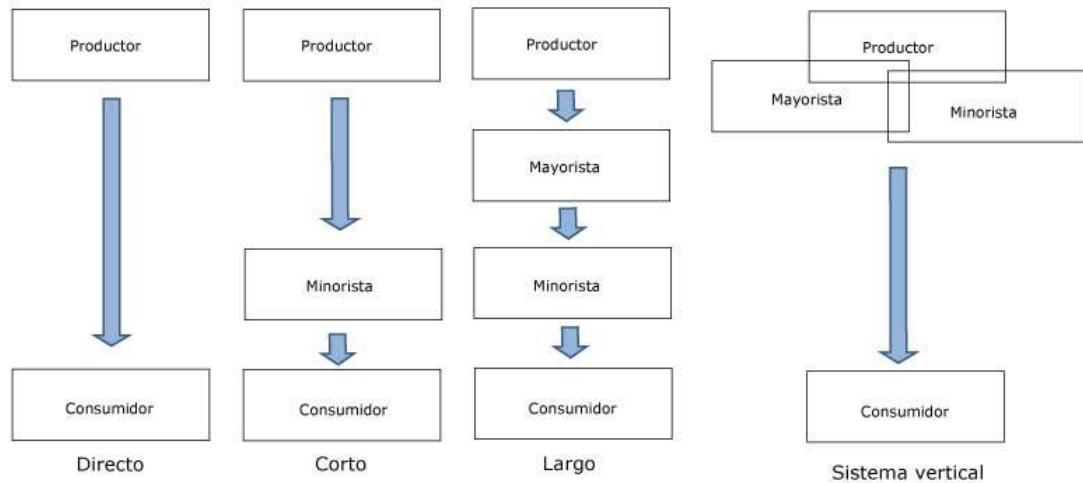 Productor
Consumidor
Directo
Productor
Minorista
Consumidor
Corto
Productor
Mayorista
Minorista
Consumidor
Largo
Productor
Mayorista
Minorista
Consumidor
Sistema vertical